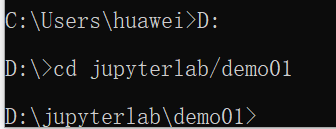 C:\Users\huawei>D:
D:\>cd jupyterlab/demo01
D:\jupyterlab\demo01>